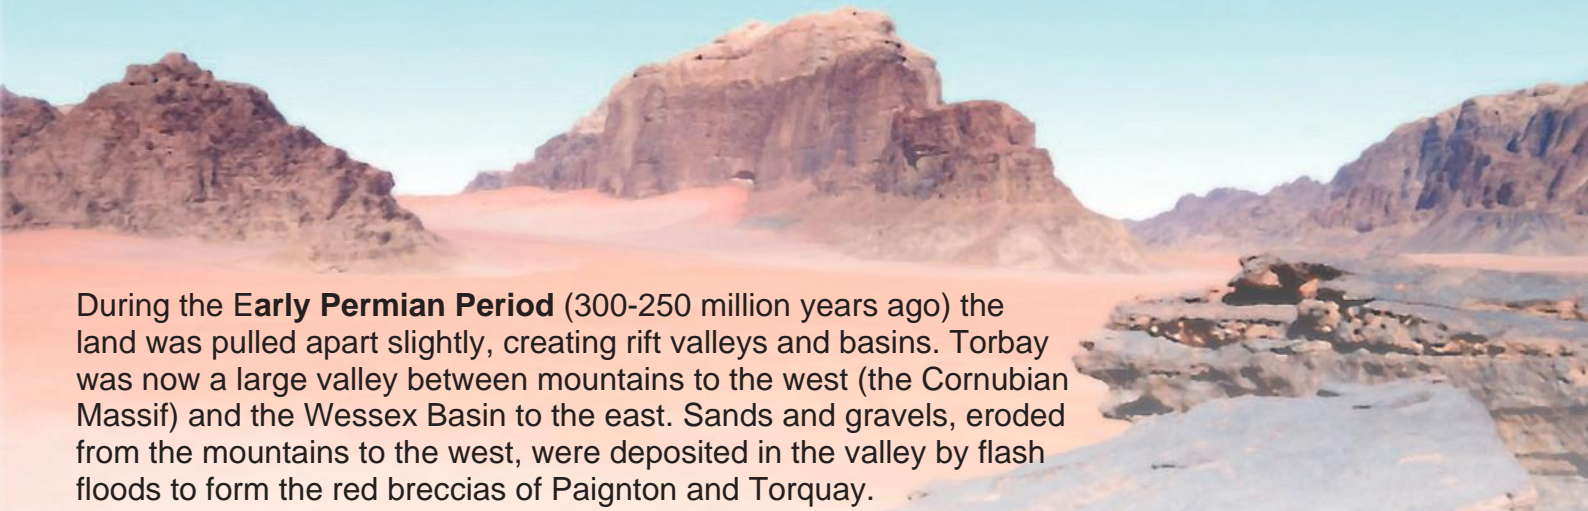 During the Early Permian Period (300-250 million years ago) the
land was pulled apart slightly, creating rift valleys and basins. Torbay
was now a large valley between mountains to the west (the Cornubian
Massif) and the Wessex Basin to the east. Sands and gravels, eroded
from the mountains to the west, were deposited in the valley by flash
floods to form the red breccias of Paignton and Torquay.